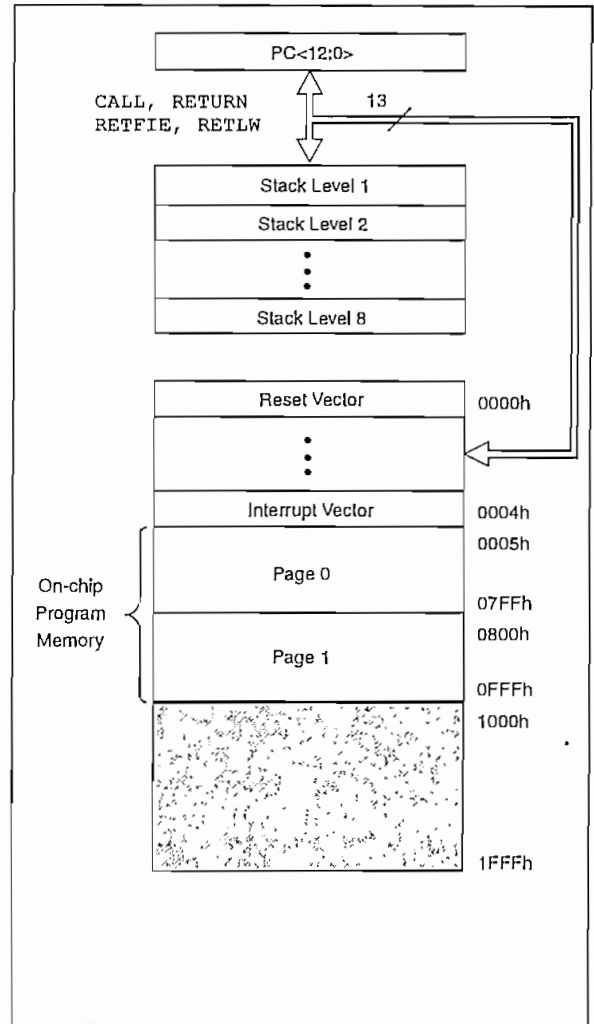 PC<12:0>
CALL, RETURN
RETFIE, RETLW
13
Stack Level 1
Stack Level 2
Stack Level 8
Reset Vector
0000h
Interrupt Vector
0004h
0005h
On-chip
Program
Memory
Page 0
07FFh
0800h
Page 1
0FFFh
1000h
1FFFh